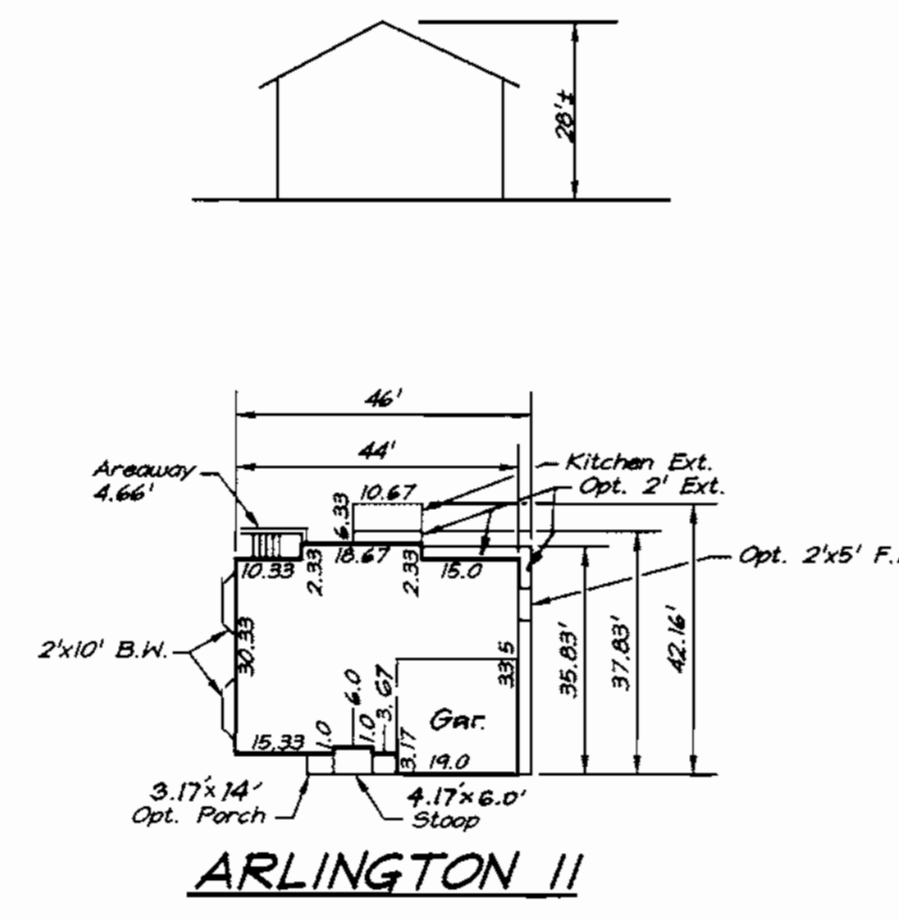 28'±
46'
44'
Areaway
4.66'
Kitchen Ext.
Opt. 2' Ext.
10.67
6.33
18.67
10.33
2.33
2.33
15.0
Opt. 2'x5' F.
2'x10' B.W.
30.33
33.5
35.83'
37.83'
42.16'
6.0
1.0
1.0
3.67
Gar.
15.33
3.17
19.0
3.17'x14'
Opt. Porch
4.17'x6.0'
Stoop
ARLINGTON II